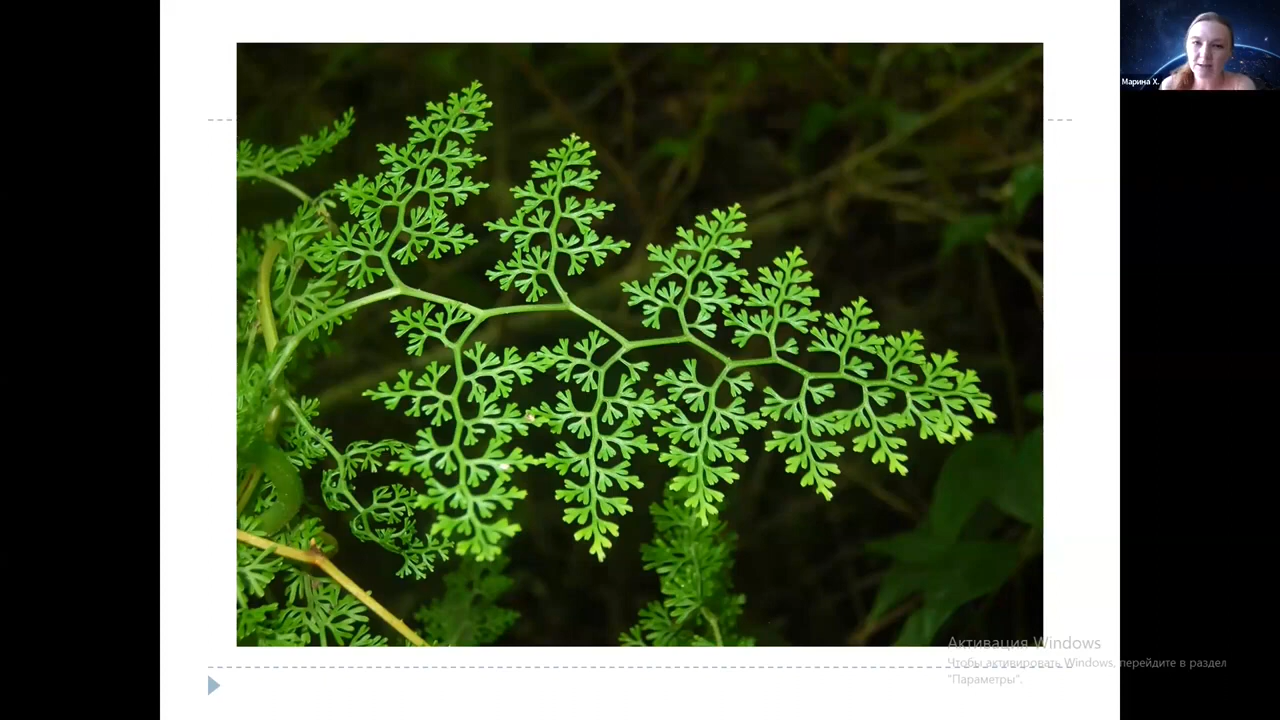 Марина Х.
Активация Windows
Чтобы активировать Windows, перейдите в раздел
"Параметры".